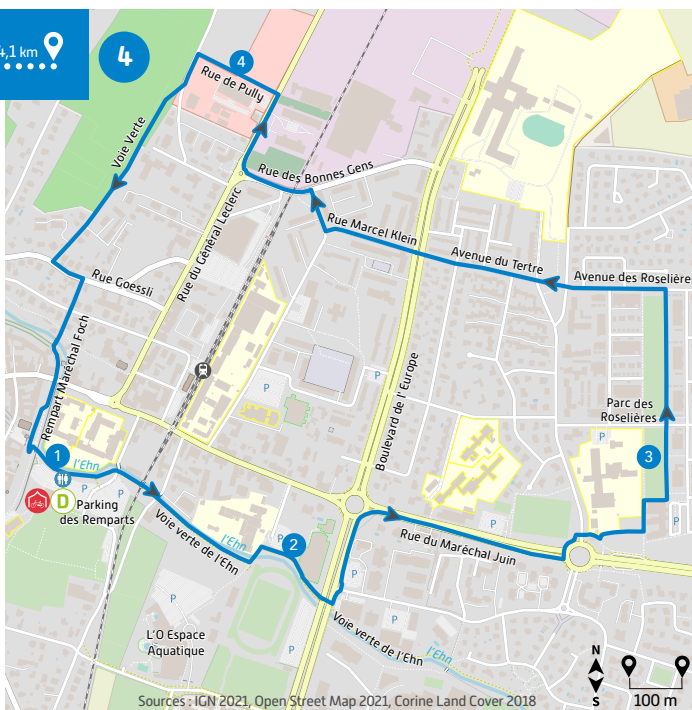 4,1 km
4
4
Rue de Pully
Voie Verte
Rue des Bonnes Gens
Rue du Général Leclerc
Rue Marcel Klein
Avenue du Tertre
Avenue des Roselière
Rue Goessli
Rempart Maréchal Foch
Boulevard de l'Europe
P
P
Parc des
Roselières
P
3
1
l'Ehn
D
Parking
des Remparts
P
P
Voie verte de l'Ehn
l'Ehn
2
P
Rue du Maréchal Juin
P
P
P
P
Voie verte de l'Ehn
l'Ehn
L'O Espace
Aquatique
P
N
S
100 m
Sources : IGN 2021, Open Street Map 2021, Corine Land Cover 2018